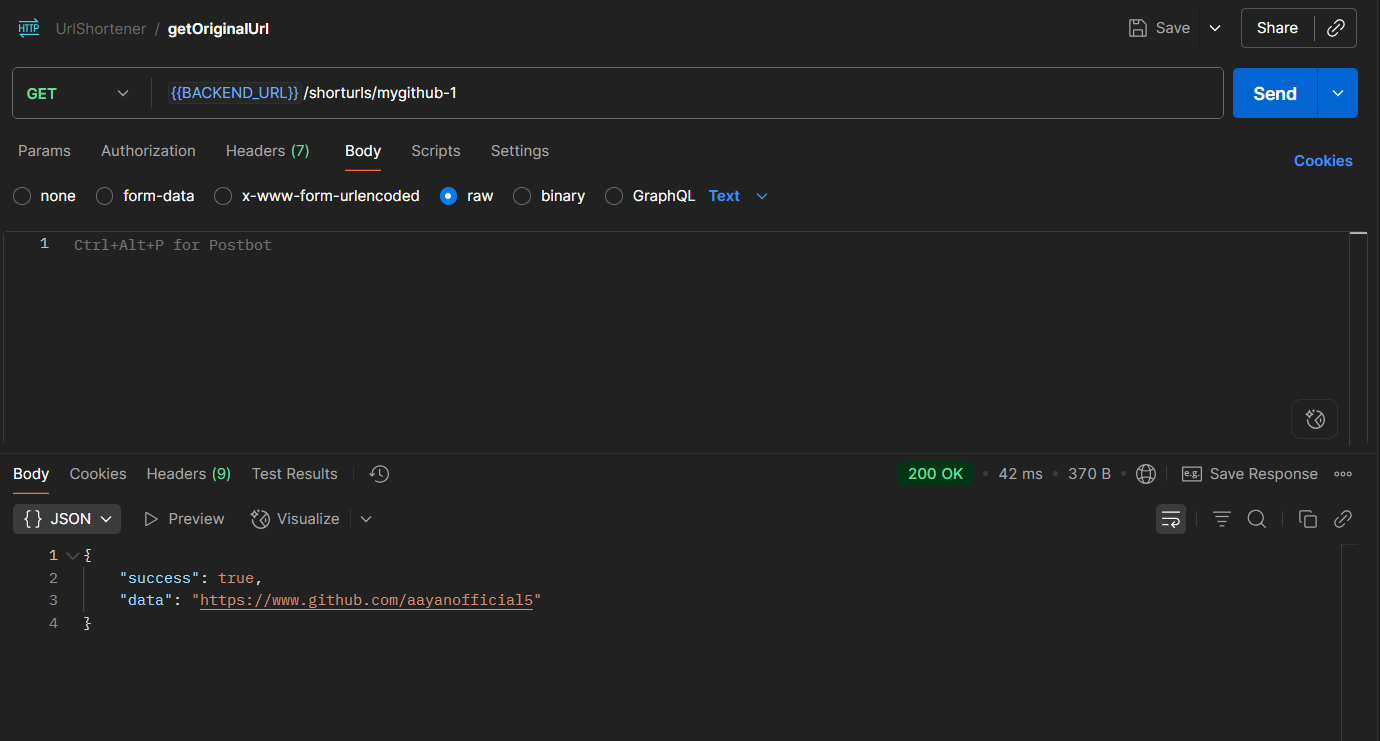 HTTP UrlShortener / getOriginalUrl Save Share
GET {{BACKEND_URL}} /shorturls/mygithub-1 Send
Params Authorization Headers (7) Body Scripts Settings Cookies
none form-data x-www-form-urlencoded raw binary GraphQL Text
1 Ctrl+Alt+P for Postbot
Body Cookies Headers (9) Test Results 200 OK • 42 ms • 370 B • e.g. Save Response
{} JSON Preview Visualize
1 {
2 "success": true,
3 "data": "https://www.github.com/aayanofficial5"
4 }